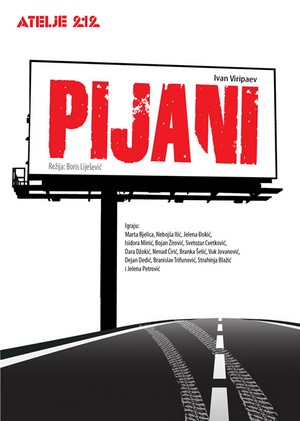 ATELJE 212
Ivan Viripaev
PIJANI
Režija: Boris Liješević
Igraju:
Marta Bjelica, Nebojša Ilić, Jelena Đokić,
Isidora Minić, Bojan Žirović, Svetozar Cvetković,
Dara Džokić, Nenad Ćirić, Branka Šelić, Vuk Jovanović,
Dejan Dedić, Branislav Trifunović, Strahinja Blažić
i Jelena Petrović